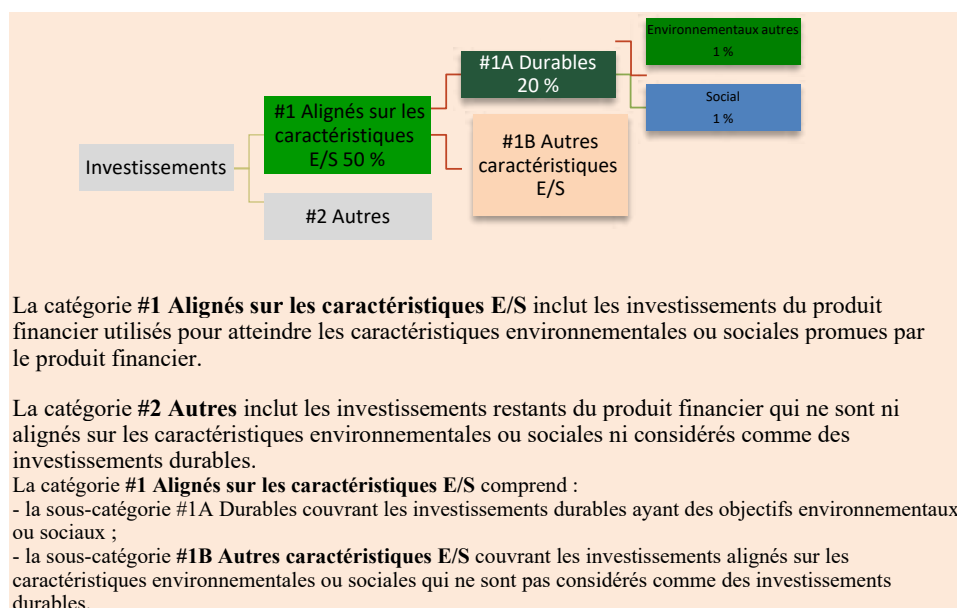 Environnementaux autres
1 %
#1A Durables
20 %
Social
1 %
#1 Alignés sur les
caractéristiques
E/S 50 %
#1B Autres
caractéristiques
E/S
Investissements
#2 Autres
La catégorie #1 Alignés sur les caractéristiques E/S inclut les investissements du produit
financier utilisés pour atteindre les caractéristiques environnementales ou sociales promues par
le produit financier.
La catégorie #2 Autres inclut les investissements restants du produit financier qui ne sont ni
alignés sur les caractéristiques environnementales ou sociales ni considérés comme des
investissements durables.
La catégorie #1 Alignés sur les caractéristiques E/S comprend :
- la sous-catégorie #1A Durables couvrant les investissements durables ayant des objectifs environnementaux
ou sociaux ;
- la sous-catégorie #1B Autres caractéristiques E/S couvrant les investissements alignés sur les
caractéristiques environnementales ou sociales qui ne sont pas considérés comme des investissements
durables.